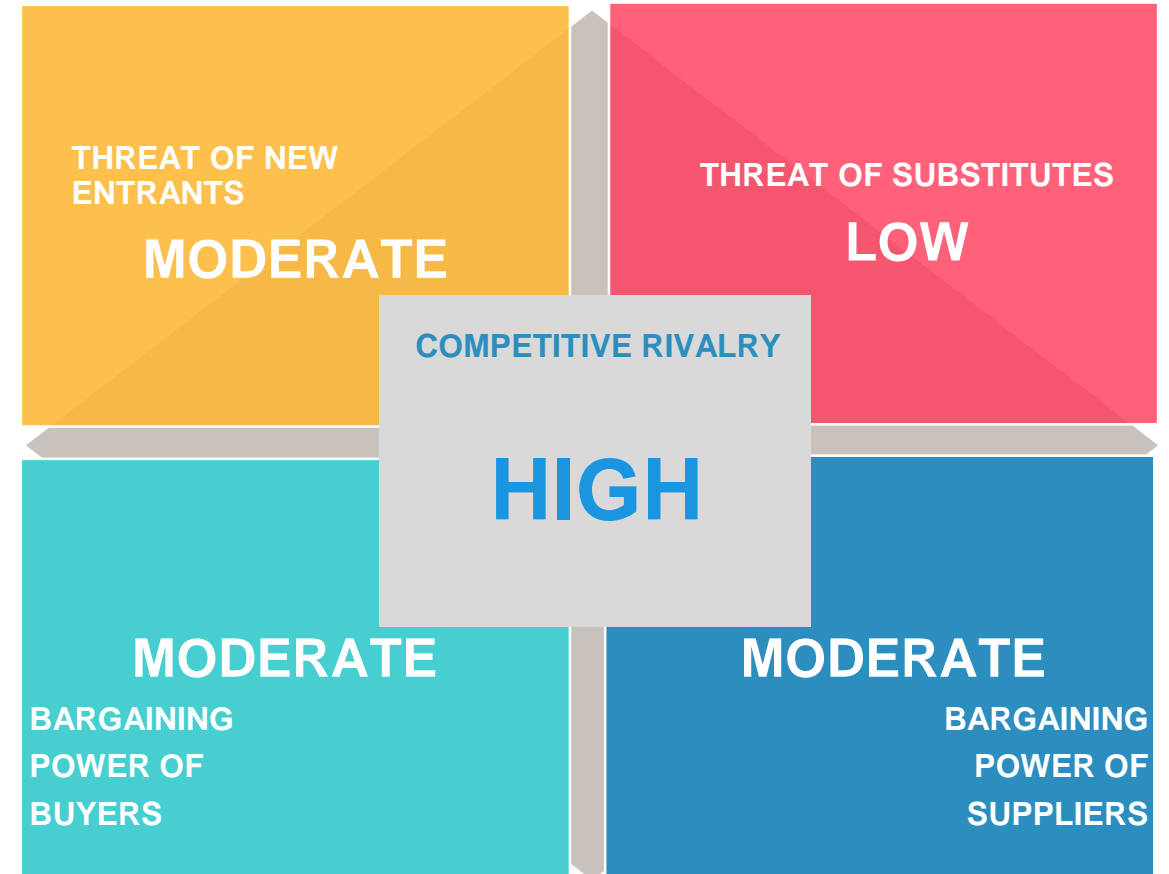 THREAT OF NEW
ENTRANTS
MODERATE
THREAT OF SUBSTITUTES
LOW
COMPETITIVE RIVALRY
HIGH
MODERATE
BARGAINING
POWER OF
BUYERS
MODERATE
BARGAINING
POWER OF
SUPPLIERS